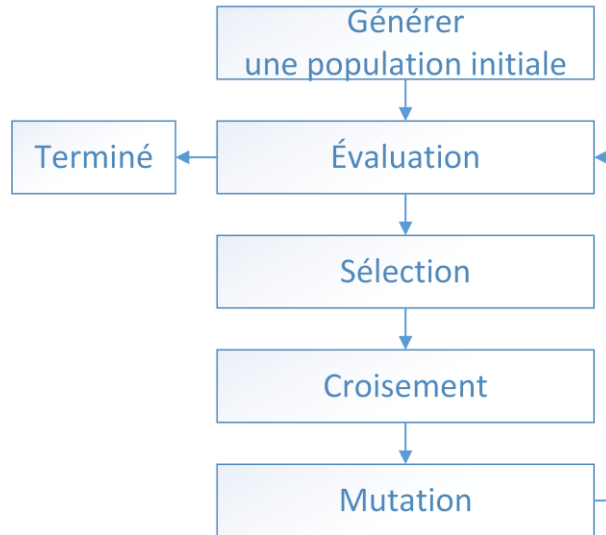 Générer
une population initiale
Terminé
Évaluation
Sélection
Croisement
Mutation